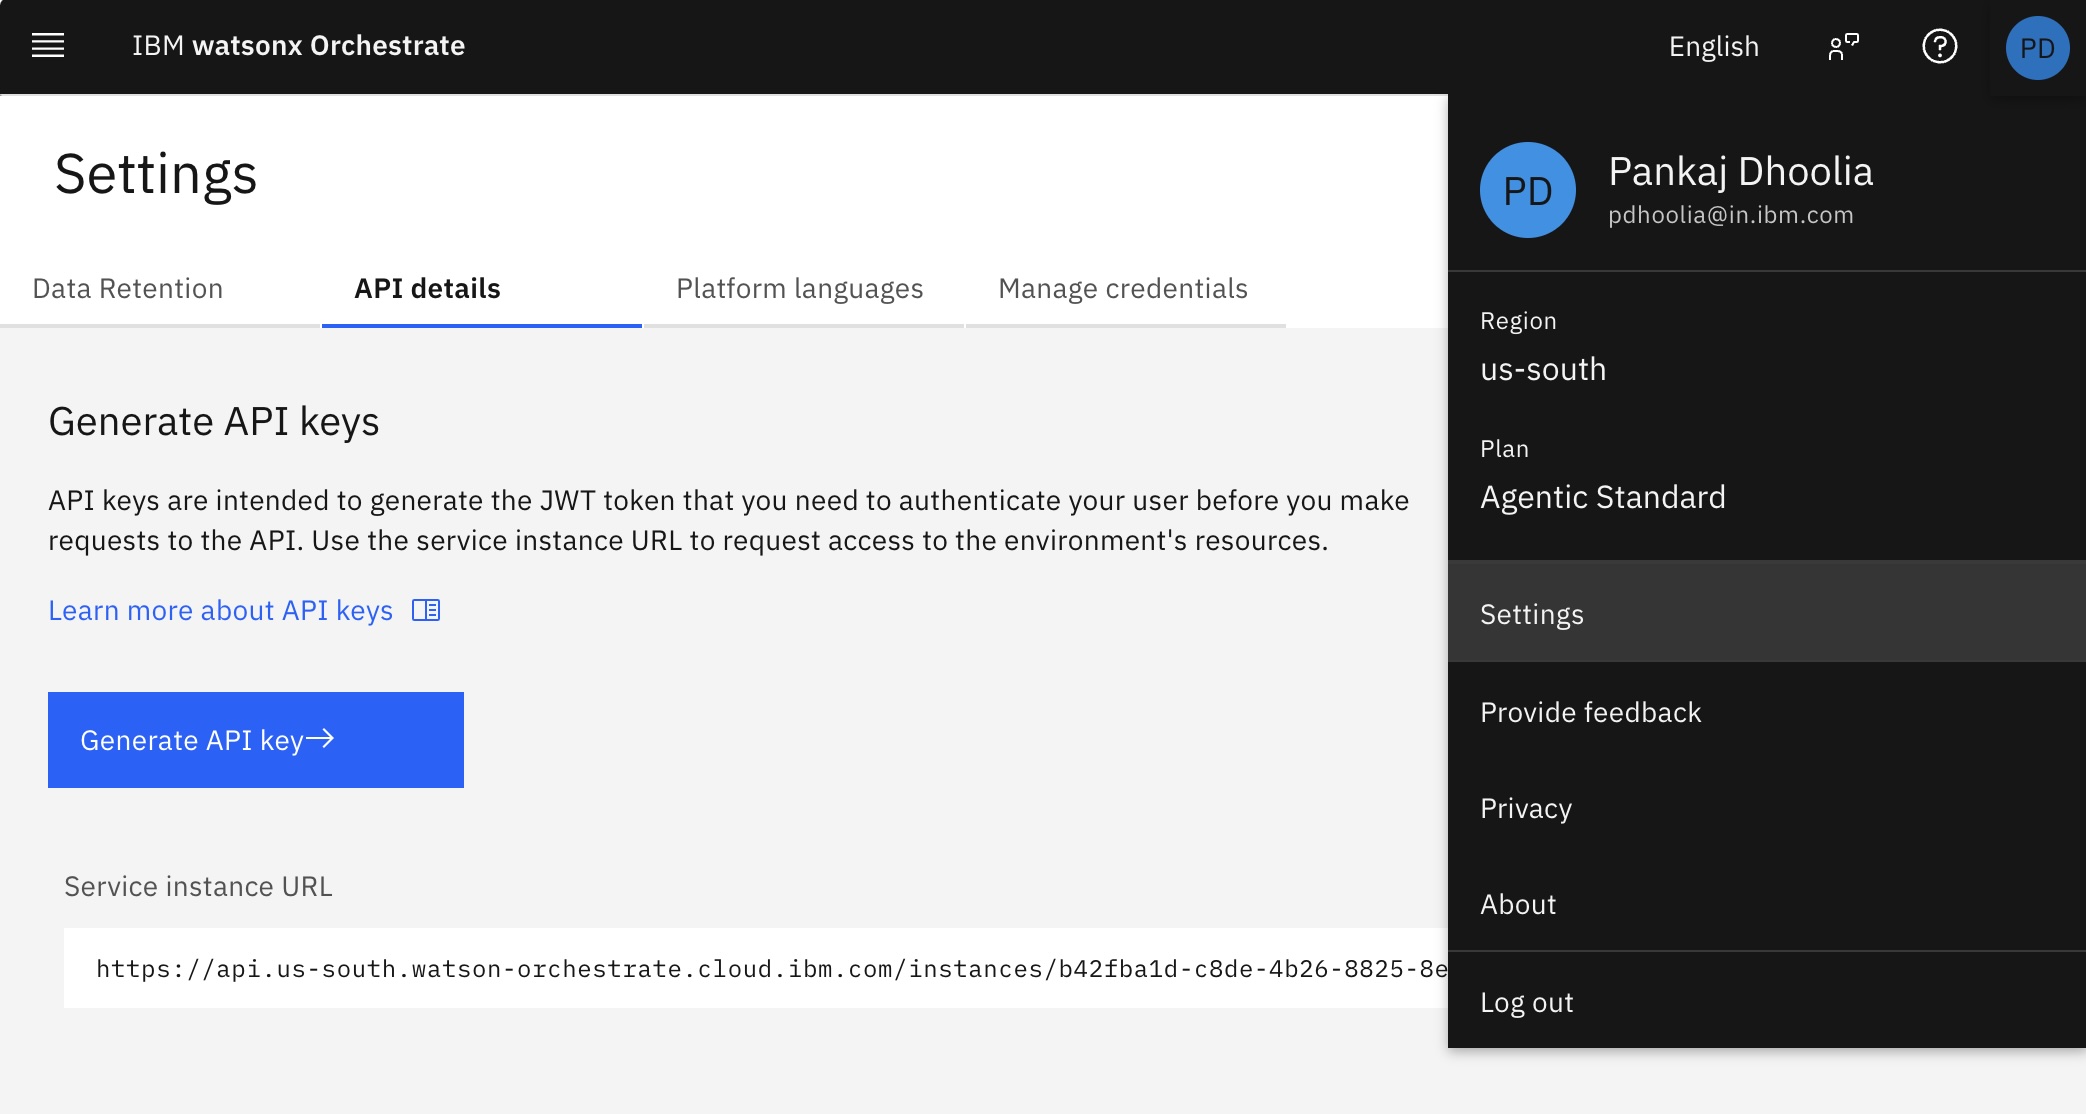 IBM watsonx Orchestrate
English
PD
Settings
Data Retention
API details
Platform languages
Manage credentials
Generate API keys
API keys are intended to generate the JWT token that you need to authenticate your user before you make
requests to the API. Use the service instance URL to request access to the environment's resources.
Learn more about API keys
Generate API key→
Service instance URL
https://api.us-south.watson-orchestrate.cloud.ibm.com/instances/b42fba1d-c8de-4b26-8825-8e
PD
Pankaj Dhoolia
pdhoolia@in.ibm.com
Region
us-south
Plan
Agentic Standard
Settings
Provide feedback
Privacy
About
Log out